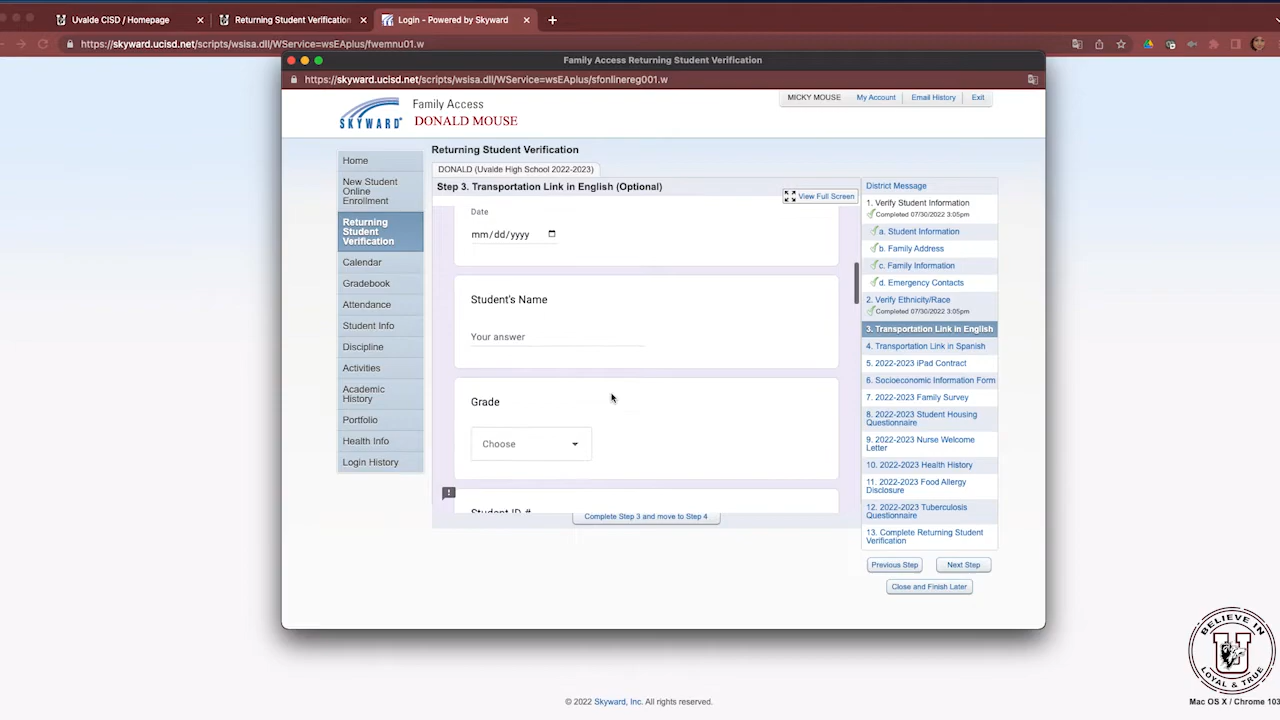 Uvalde CISD / Homepage
Returning Student Verification
Login - Powered by Skyward
https://skyward.ucisd.net/scripts/wsisa.dll/WService=wsEAplus/fwemnu01.w
Family Access Returning Student Verification
https://skyward.ucisd.net/scripts/wsisa.dll/WService=wsEAplus/sfonlinereg001.w
SKYWARD
Family Access
DONALD MOUSE
MICKY MOUSE
My Account
Email History
Exit
Home
New Student
Online
Enrollment
Returning
Student
Verification
Calendar
Gradebook
Attendance
Student Info
Discipline
Activities
Academic
History
Portfolio
Health Info
Login History
Returning Student Verification
DONALD (Uvalde High School 2022-2023)
Step 3. Transportation Link in English (Optional)
View Full Screen
Date
mm/dd/yyyy
Student's Name
Your answer
Grade
Choose
Student ID #
Complete Step 3 and move to Step 4
District Message
1. Verify Student Information
Completed 07/30/2022 3:05pm
a. Student Information
b. Family Address
c. Family Information
d. Emergency Contacts
2. Verify Ethnicity/Race
Completed 07/30/2022 3:05pm
3. Transportation Link in English
4. Transportation Link in Spanish
5. 2022-2023 iPad Contract
6. Socioeconomic Information Form
7. 2022-2023 Family Survey
8. 2022-2023 Student Housing
Questionnaire
9. 2022-2023 Nurse Welcome
Letter
10. 2022-2023 Health History
11. 2022-2023 Food Allergy
Disclosure
12. 2022-2023 Tuberculosis
Questionnaire
13. Complete Returning Student
Verification
Previous Step
Next Step
Close and Finish Later
BELIEVE IN
U
LOYAL & TRUE
© 2022 Skyward, Inc. All rights reserved.
Mac OS X / Chrome 103